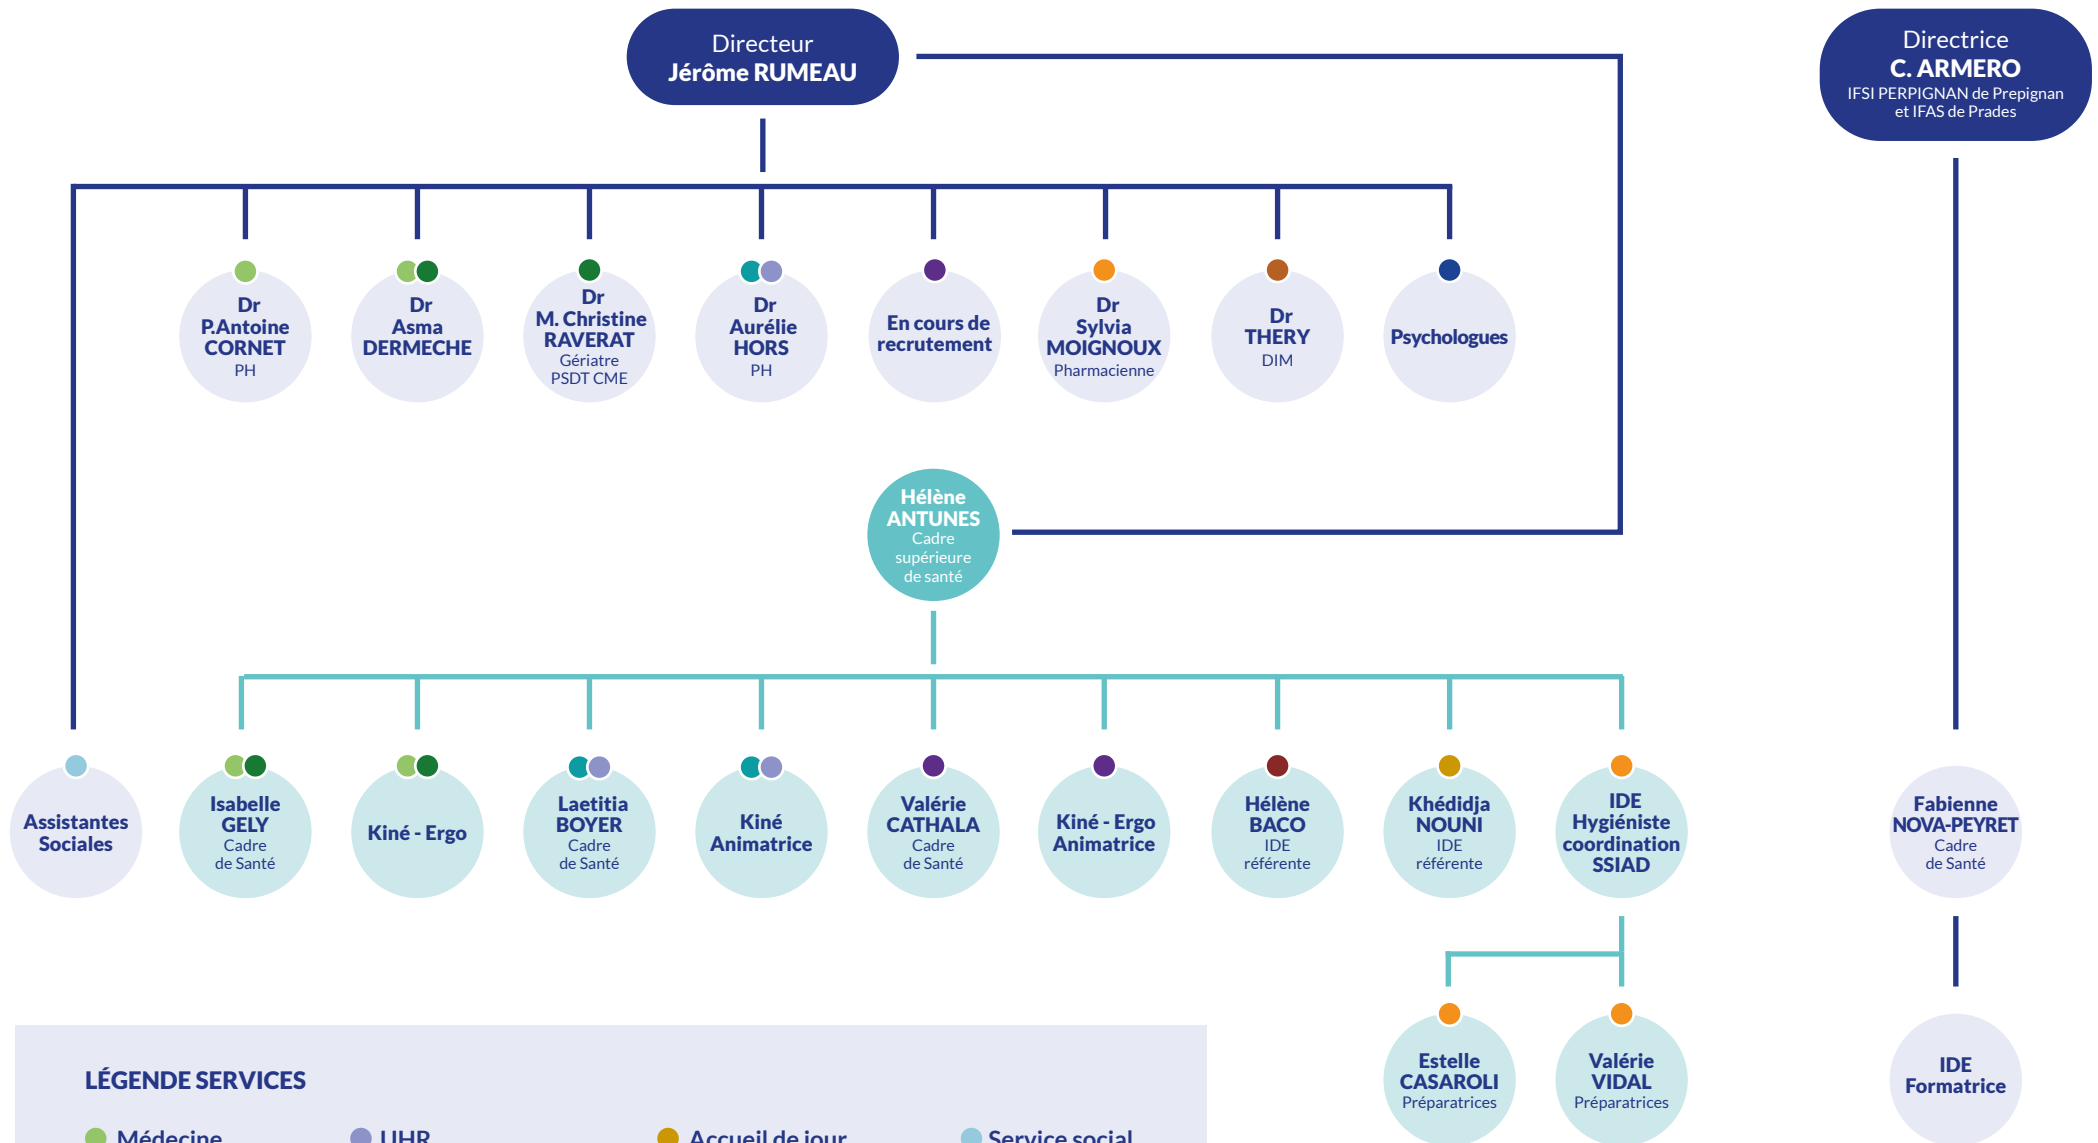 Directeur
Jérôme RUMEAU
Directrice
C. ARMERO
IFSI PERPIGNAN de Prepignan
et IFAS de Prades
Dr
P.Antoine
CORNET
PH
Dr
Asma
DERMECHE
Dr
M. Christine
RAVERAT
Gériatre
PSDT CME
Dr
Aurélie
HORS
PH
En cours de
recrutement
Dr
Sylvia
MOIGNOUX
Pharmacienne
Dr
THERY
DIM
Psychologues
Hélène
ANTUNES
Cadre
supérieure
de santé
Assistantes
Sociales
Isabelle
GELY
Cadre
de Santé
Kiné - Ergo
Laetitia
BOYER
Cadre
de Santé
Kiné
Animatrice
Valérie
CATHALA
Cadre
de Santé
Kiné - Ergo
Animatrice
Hélène
BACO
IDE
référente
Khédidja
NOUNI
IDE
référente
IDE
Hygiéniste
coordination
SSIAD
Fabienne
NOVA-PEYRET
Cadre
de Santé
Estelle
CASAROLI
Préparatrices
Valérie
VIDAL
Préparatrices
IDE
Formatrice
LÉGENDE SERVICES
Médecine
UHR
Accueil de jour
Service social